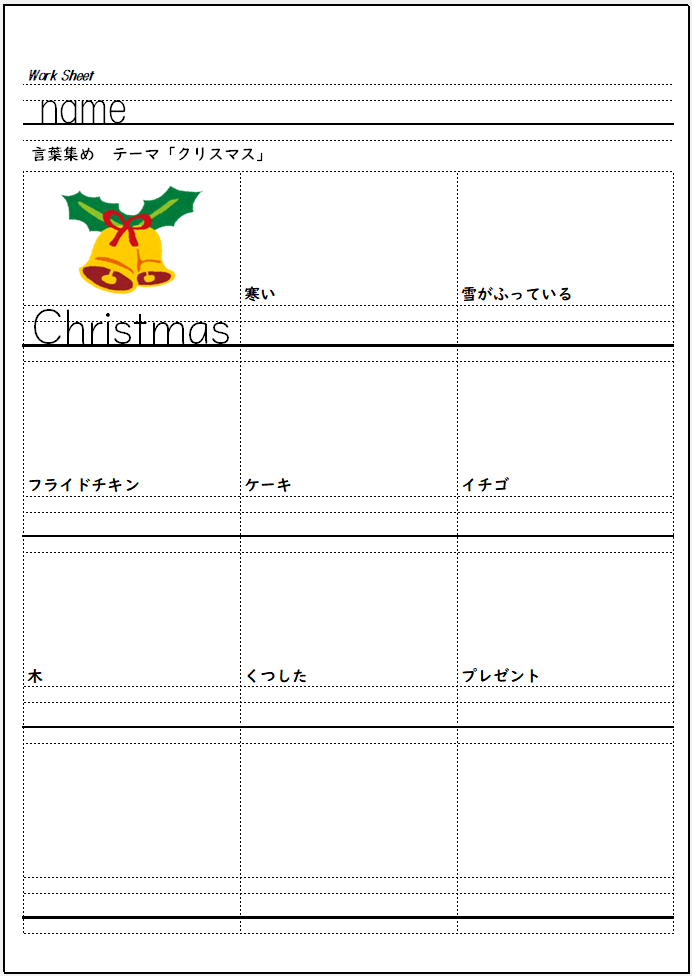 Work Sheet
name
言葉集め　テーマ「クリスマス」
寒い
雪がふっている
Christmas
フライドチキン
ケーキ
イチゴ
木
くつした
プレゼント